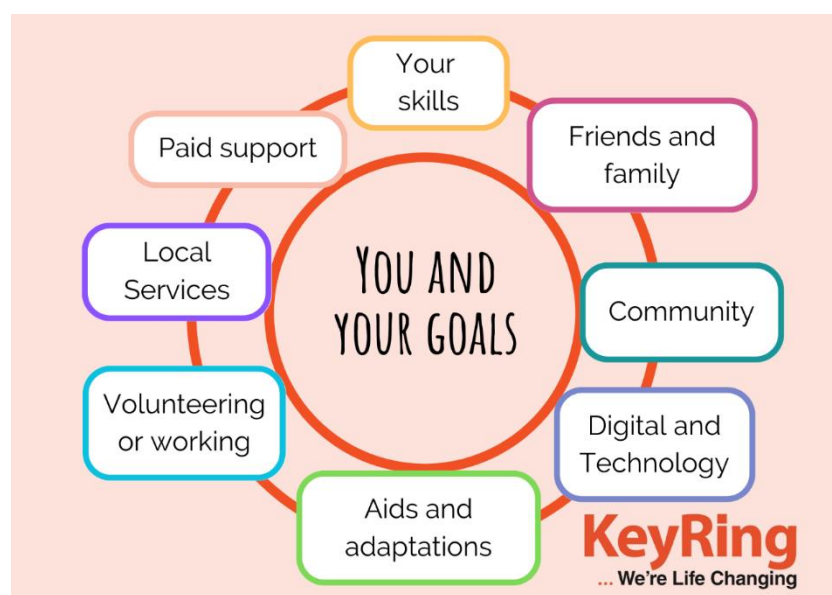 Your
skills
Friends and
family
Community
Digital and
Technology
Aids and
adaptations
Volunteering
or working
Local
Services
Paid support
YOU AND
YOUR GOALS
KeyRing
... We're Life Changing